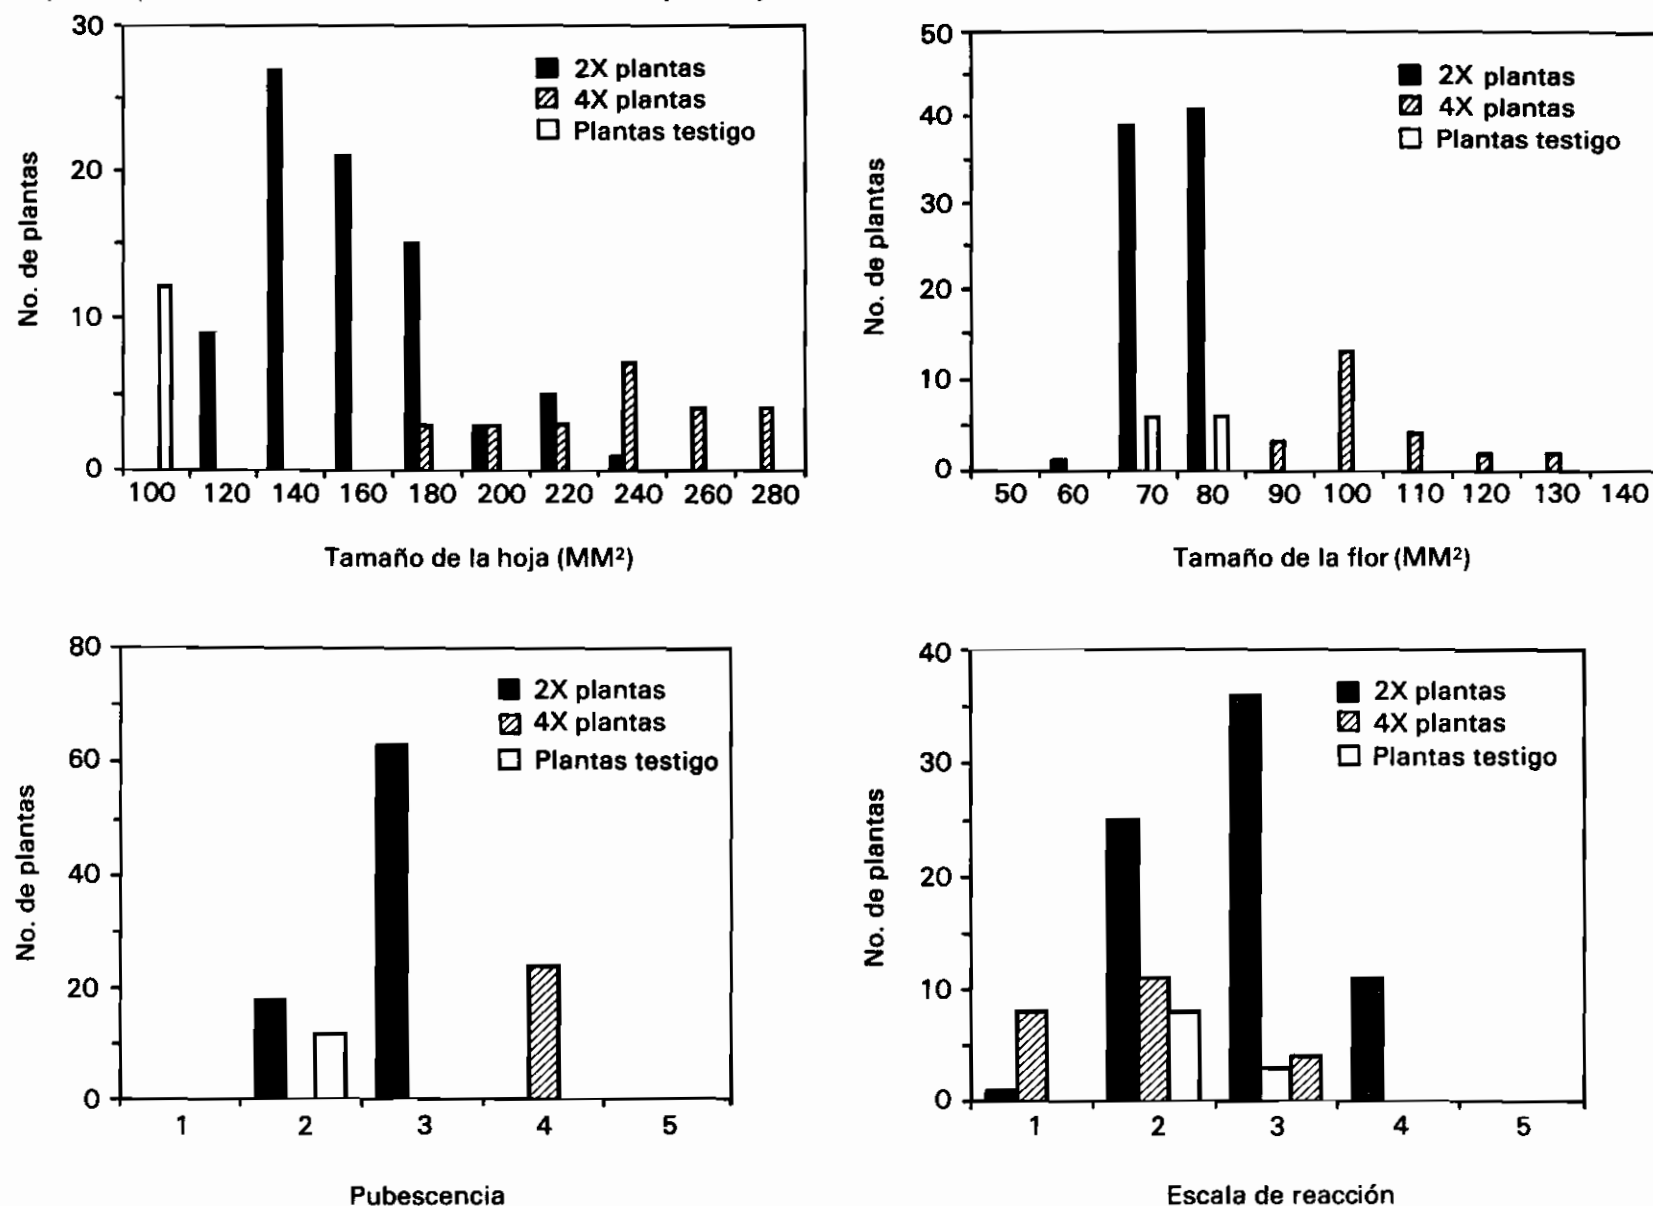 30
20
10
0
No. de plantas
2X plantas
4X plantas
Plantas testigo
100 120 140 160 180 200 220 240 260 280
Tamaño de la hoja (MM²)
50
40
30
20
10
0
No. de plantas
2X plantas
4X plantas
Plantas testigo
50 60 70 80 90 100 110 120 130 140
Tamaño de la flor (MM²)
80
60
40
20
0
No. de plantas
2X plantas
4X plantas
Plantas testigo
1 2 3 4 5
Pubescencia
40
30
20
10
0
No. de plantas
2X plantas
4X plantas
Plantas testigo
1 2 3 4 5
Escala de reacción